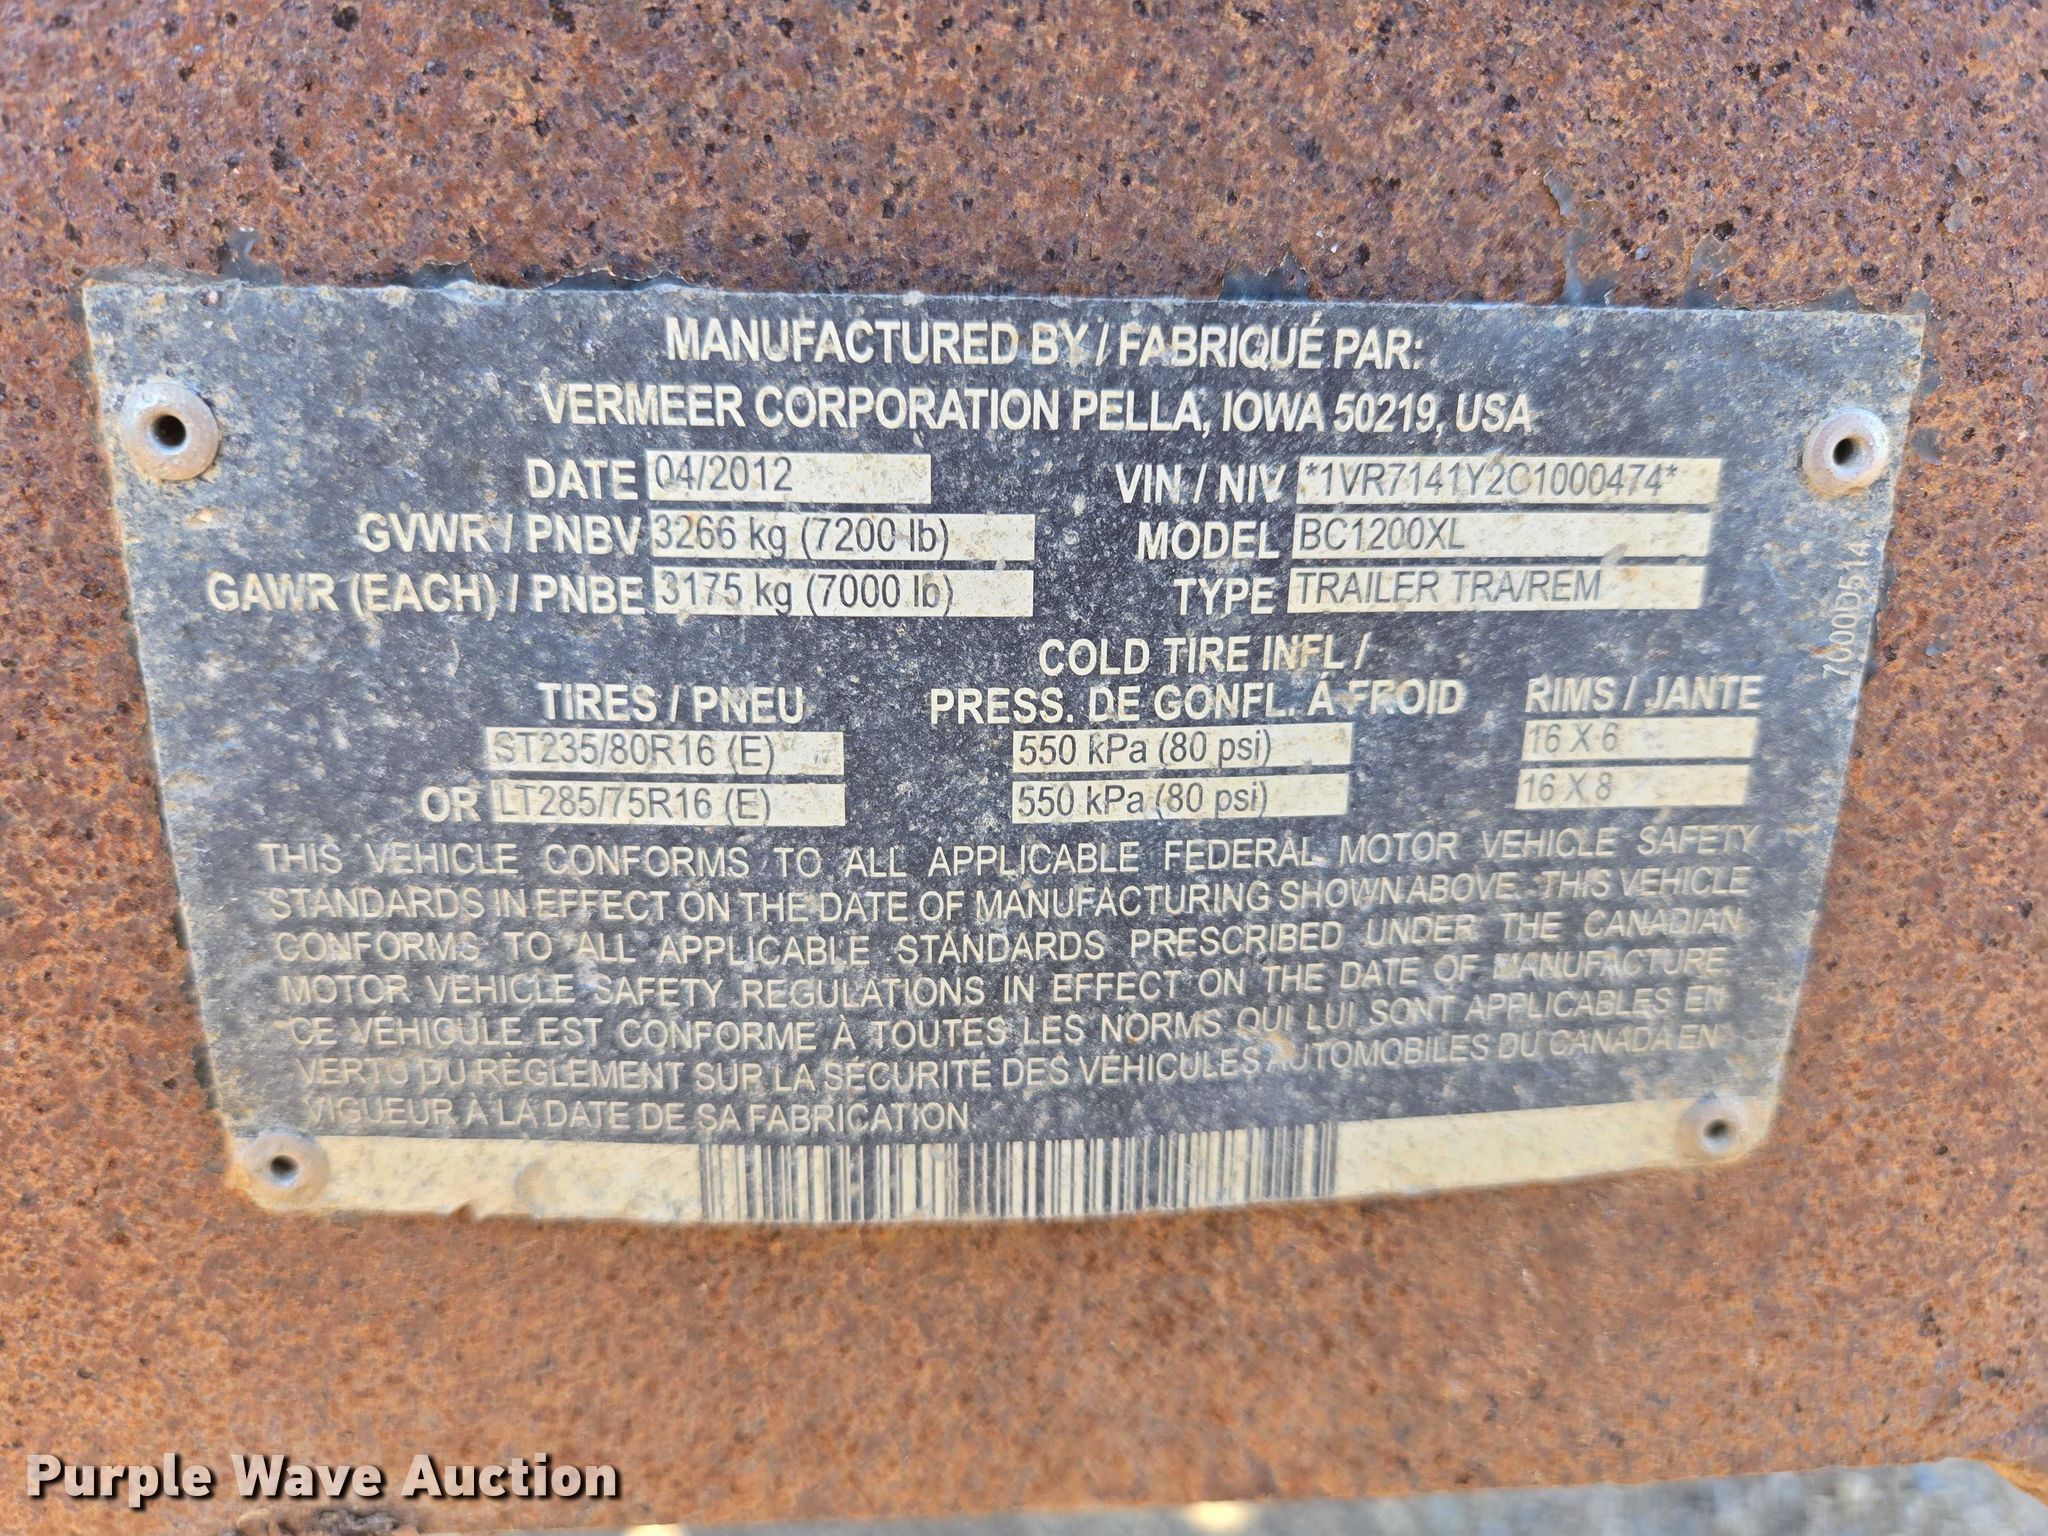 MANUFACTURED BY / FABRIQUÉ PAR:
VERMEER CORPORATION PELLA, IOWA 50219, USA
DATE 04/2012 VIN / NIV *1VR7141Y2C1000474*
GVWR / PNBV 3266 kg (7200 lb) MODEL BC1200XL
GAWR (EACH) / PNBE 3175 kg (7000 lb) TYPE TRAILER TRA/REM
COLD TIRE INFL /
TIRES / PNEU PRESS. DE GONFL. Á FROID RIMS / JANTE
ST235/80R16 (E) 550 kPa (80 psi) 16 X 6
OR LT285/75R16 (E) 550 kPa (80 psi) 16 X 8
THIS VEHICLE CONFORMS TO ALL APPLICABLE FEDERAL MOTOR VEHICLE SAFETY
STANDARDS IN EFFECT ON THE DATE OF MANUFACTURING SHOWN ABOVE. THIS VEHICLE
CONFORMS TO ALL APPLICABLE STANDARDS PRESCRIBED UNDER THE CANADIAN
MOTOR VEHICLE SAFETY REGULATIONS IN EFFECT ON THE DATE OF MANUFACTURE
CE VÉHICULE EST CONFORME À TOUTES LES NORMS QUI LUI SONT APPLICABLES EN
VERTU DU RÈGLEMENT SUR LA SÉCURITÉ DES VÉHICULES AUTOMOBILES DU CANADA EN
VIGUEUR À LA DATE DE SA FABRICATION.
Purple Wave Auction